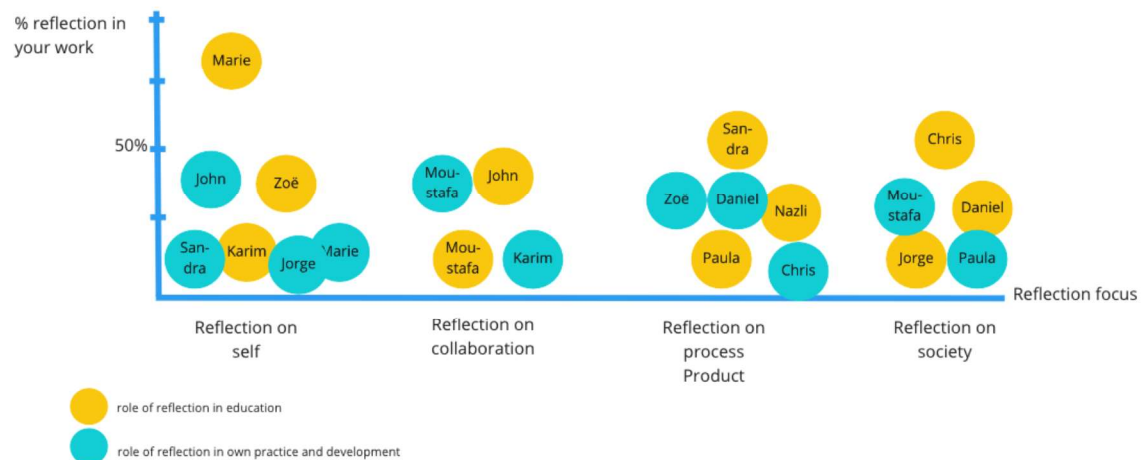 % reflection in
your work
50%
Marie
John
Zoë
San-
dra
Karim
Jorge
Marie
Mou-
stafa
John
Mou-
stafa
Karim
San-
dra
Zoë
Daniel
Nazli
Paula
Chris
Chris
Mou-
stafa
Daniel
Jorge
Paula
Reflection focus
Reflection on
self
Reflection on
collaboration
Reflection on
process
Product
Reflection on
society
role of reflection in education
role of reflection in own practice and development